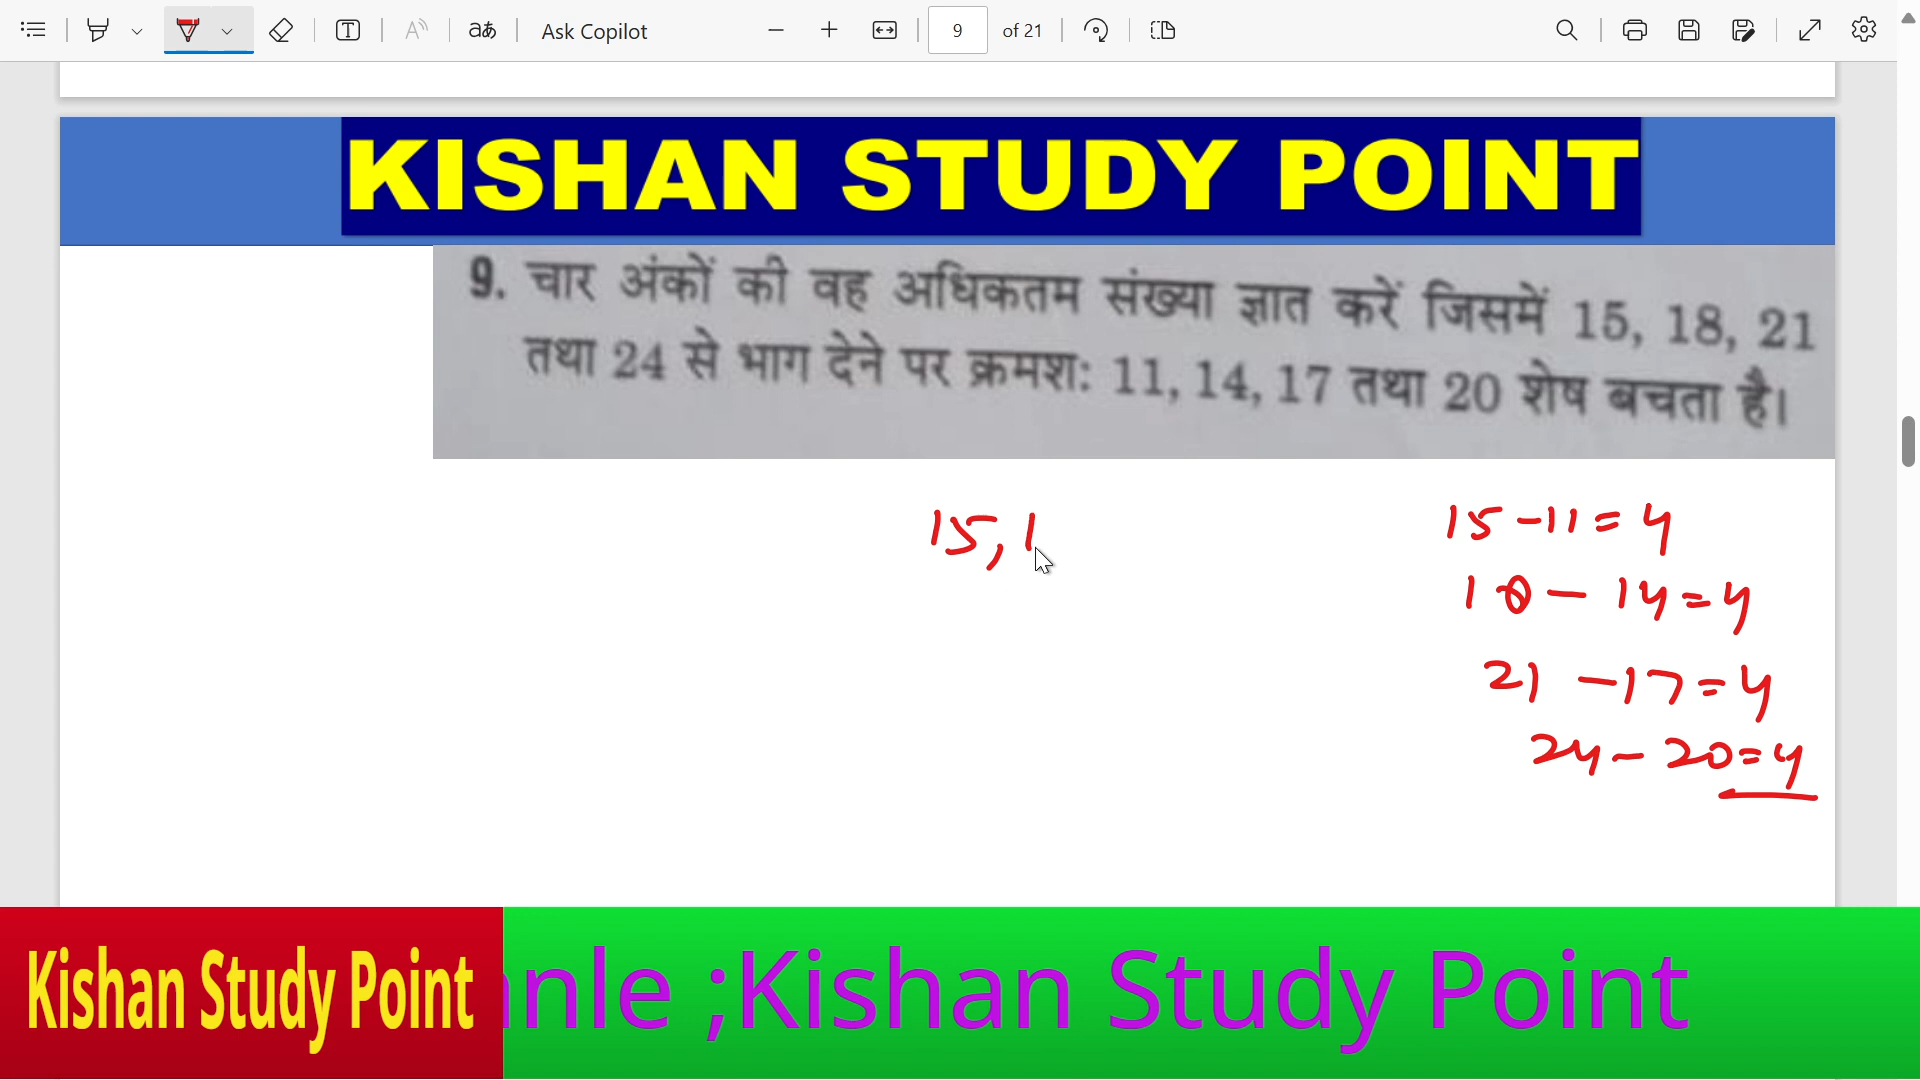 Ask Copilot
9 of 21
KISHAN STUDY POINT
9. चार अंकों की वह अधिकतम संख्या ज्ञात करें जिसमें 15, 18, 21
तथा 24 से भाग देने पर क्रमश: 11, 14, 17 तथा 20 शेष बचता है।
15, 1
15 - 11 = 4
18 - 14 = 4
21 - 17 = 4
24 - 20 = 4
Kishan Study Point
nle ;Kishan Study Point